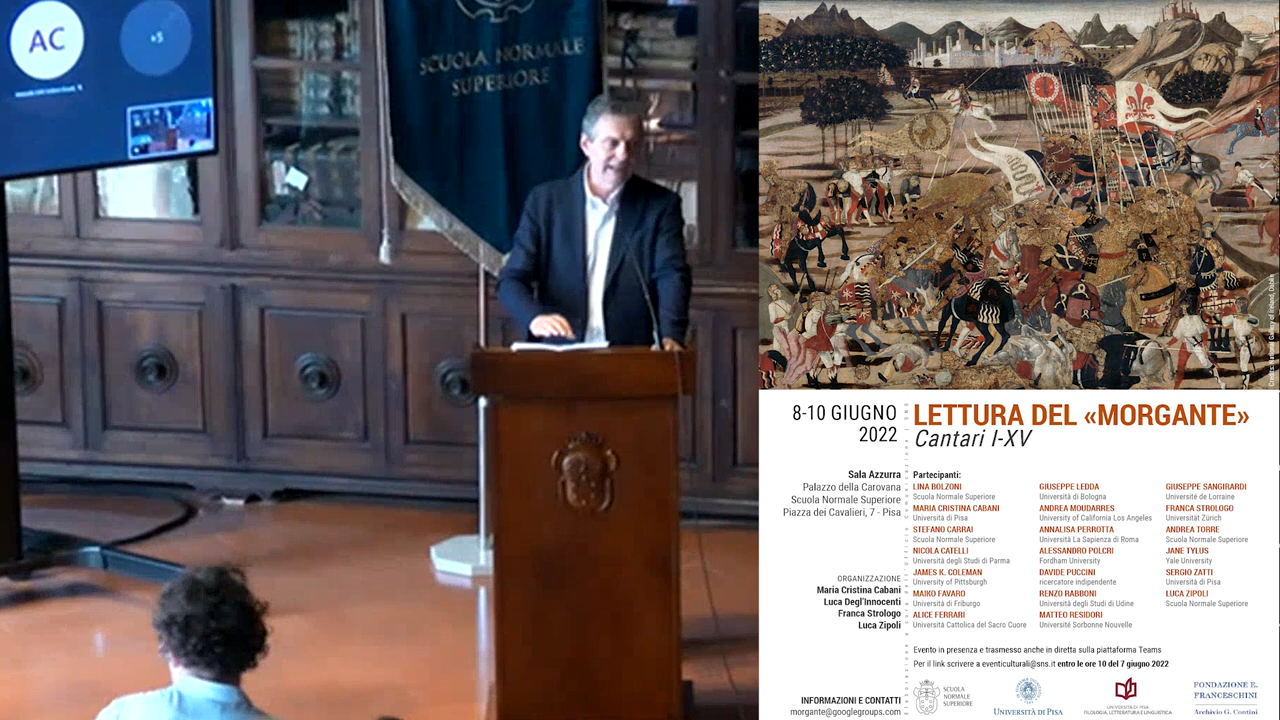 AC
+5
SCUOLA NORMALE
SUPERIORE
8-10 GIUGNO
2022
LETTURA DEL «MORGANTE»
Cantari I-XV
Sala Azzurra
Palazzo della Carovana
Scuola Normale Superiore
Piazza dei Cavalieri, 7 - Pisa
ORGANIZZAZIONE
Maria Cristina Cabani
Luca Degl'Innocenti
Franca Strologo
Luca Zipoli
INFORMAZIONI E CONTATTI
morgante@googlegroups.com
Partecipanti:
LINA BOLZONI
Scuola Normale Superiore
MARIA CRISTINA CABANI
Università di Pisa
STEFANO CARRAI
Scuola Normale Superiore
NICOLA CATELLI
Università degli Studi di Parma
JAMES K. COLEMAN
University of Pittsburgh
MAIKO FAVARO
Università di Friburgo
ALICE FERRARI
Università Cattolica del Sacro Cuore
GIUSEPPE LEDDA
Università di Bologna
ANDREA MOUDARRES
University of California Los Angeles
ANNALISA PERROTTA
Università La Sapienza di Roma
ALESSANDRO POLCRI
Fordham University
DAVIDE PUCCINI
ricercatore indipendente
RENZO RABBONI
Università degli Studi di Udine
MATTEO RESIDORI
Université Sorbonne Nouvelle
GIUSEPPE SANGIRARDI
Université de Lorraine
FRANCA STROLOGO
Universität Zürich
ANDREA TORRE
Scuola Normale Superiore
JANE TYLUS
Yale University
SERGIO ZATTI
Università di Pisa
LUCA ZIPOLI
Scuola Normale Superiore
Evento in presenza e trasmesso anche in diretta sulla piattaforma Teams
Per il link scrivere a eventiculturali@sns.it entro le ore 10 del 7 giugno 2022
SCUOLA
NORMALE
SUPERIORE
UNIVERSITÀ DI PISA
UNIVERSITÀ DI PISA
FILOLOGIA, LETTERATURA E LINGUISTICA
FONDAZIONE E.
FRANCESCHINI
Archivio G. Contini